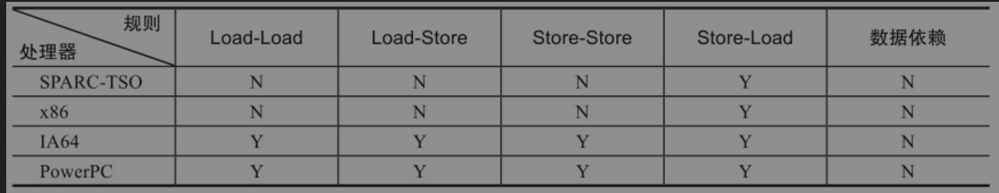 规则
处理器 Load-Load Load-Store Store-Store Store-Load 数据依赖
SPARC-TSO N N N Y N
x86 N N N Y N
IA64 Y Y Y Y N
PowerPC Y Y Y Y N